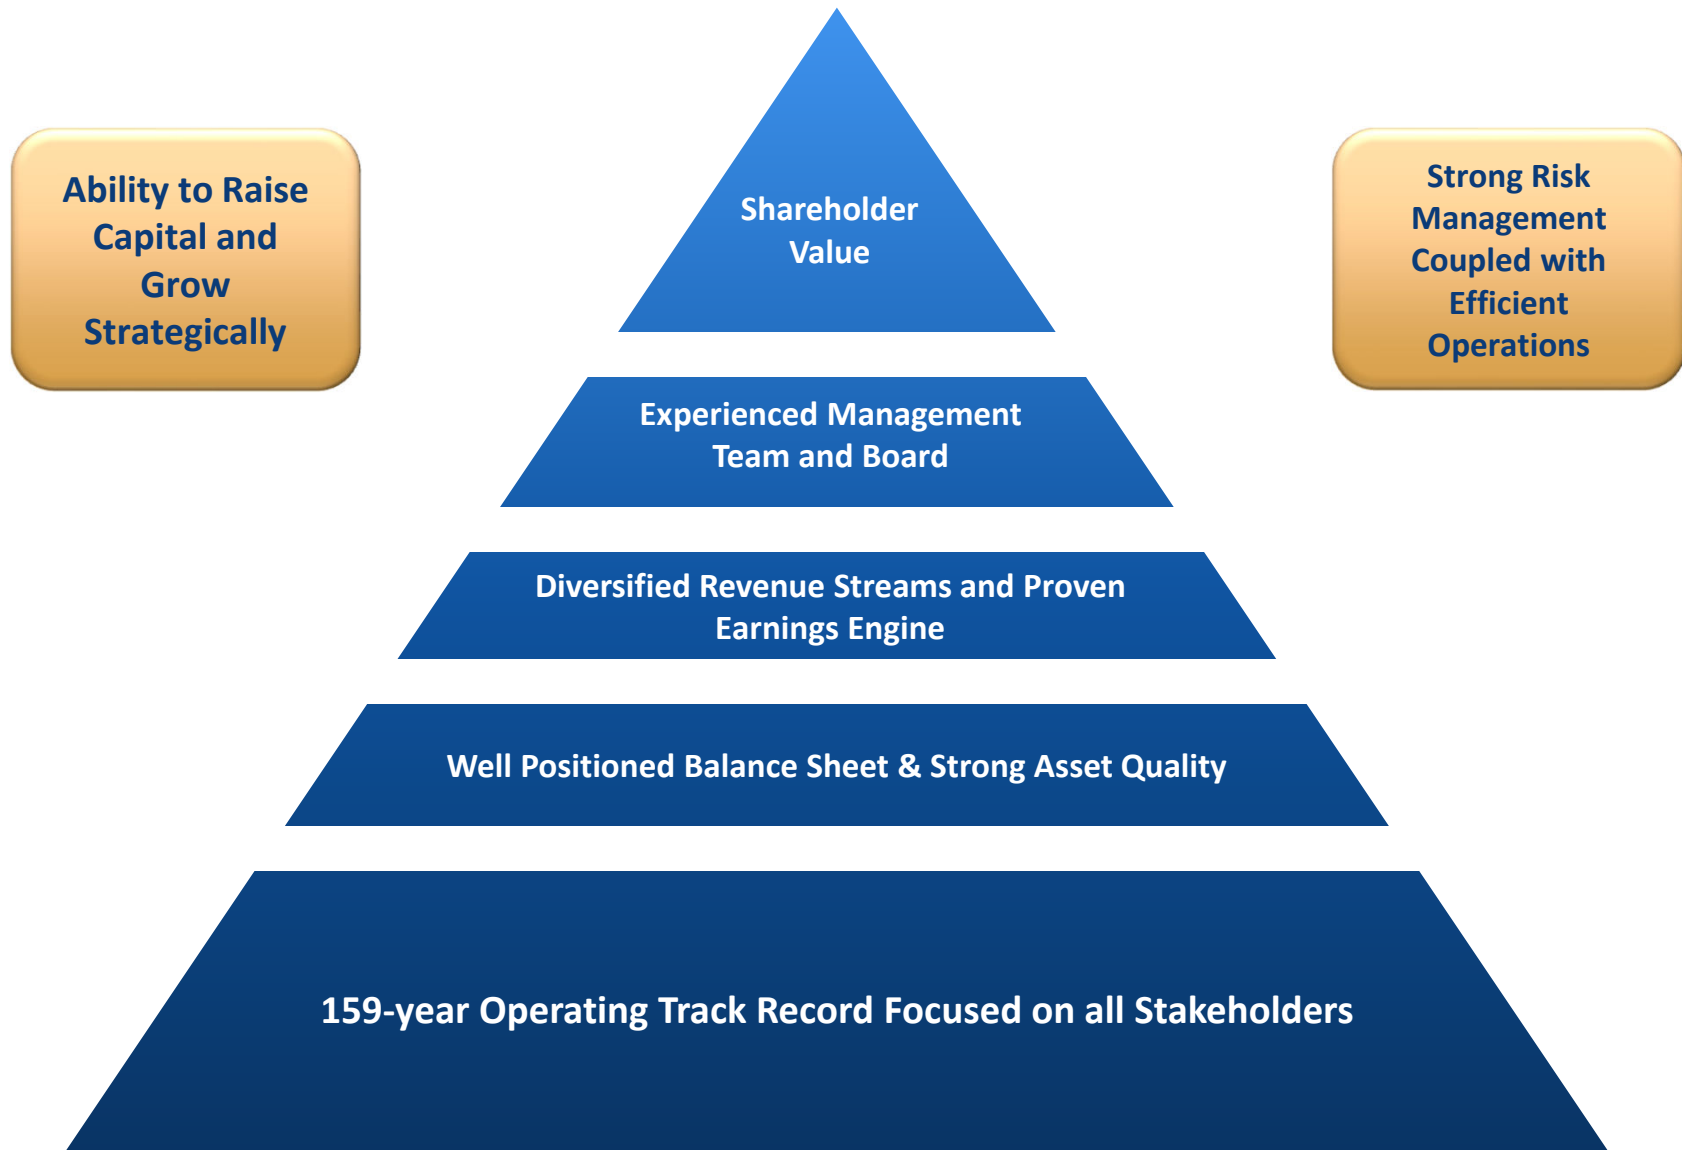 Ability to Raise
Capital and
Grow
Strategically
Shareholder
Value
Strong Risk
Management
Coupled with
Efficient
Operations
Experienced Management
Team and Board
Diversified Revenue Streams and Proven
Earnings Engine
Well Positioned Balance Sheet & Strong Asset Quality
159-year Operating Track Record Focused on all Stakeholders